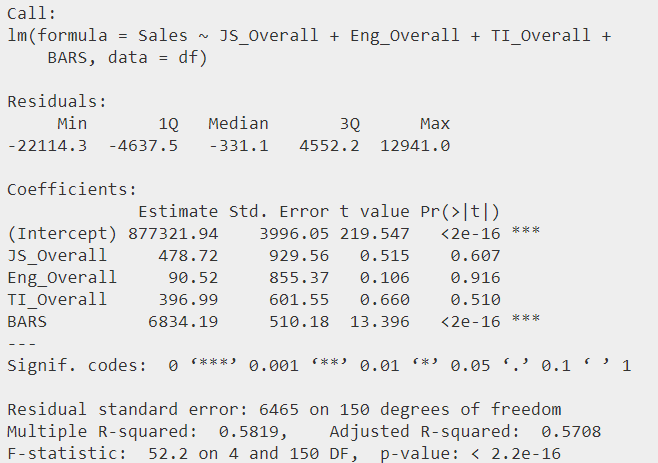 Call:
lm(formula = Sales ~ JS_Overall + Eng_Overall + TI_Overall +
    BARS, data = df)

Residuals:
     Min       1Q   Median       3Q      Max
-22114.3  -4637.5   -331.1   4552.2  12941.0

Coefficients:
             Estimate Std. Error t value Pr(>|t|)
(Intercept) 877321.94    3996.05 219.547   <2e-16 ***
JS_Overall     478.72     929.56   0.515    0.607
Eng_Overall     90.52     855.37   0.106    0.916
TI_Overall     396.99     601.55   0.660    0.510
BARS          6834.19     510.18  13.396   <2e-16 ***
---
Signif. codes:  0 ‘***’ 0.001 ‘**’ 0.01 ‘*’ 0.05 ‘.’ 0.1 ‘ ’ 1

Residual standard error: 6465 on 150 degrees of freedom
Multiple R-squared:  0.5819,    Adjusted R-squared:  0.5708
F-statistic:  52.2 on 4 and 150 DF,  p-value: < 2.2e-16